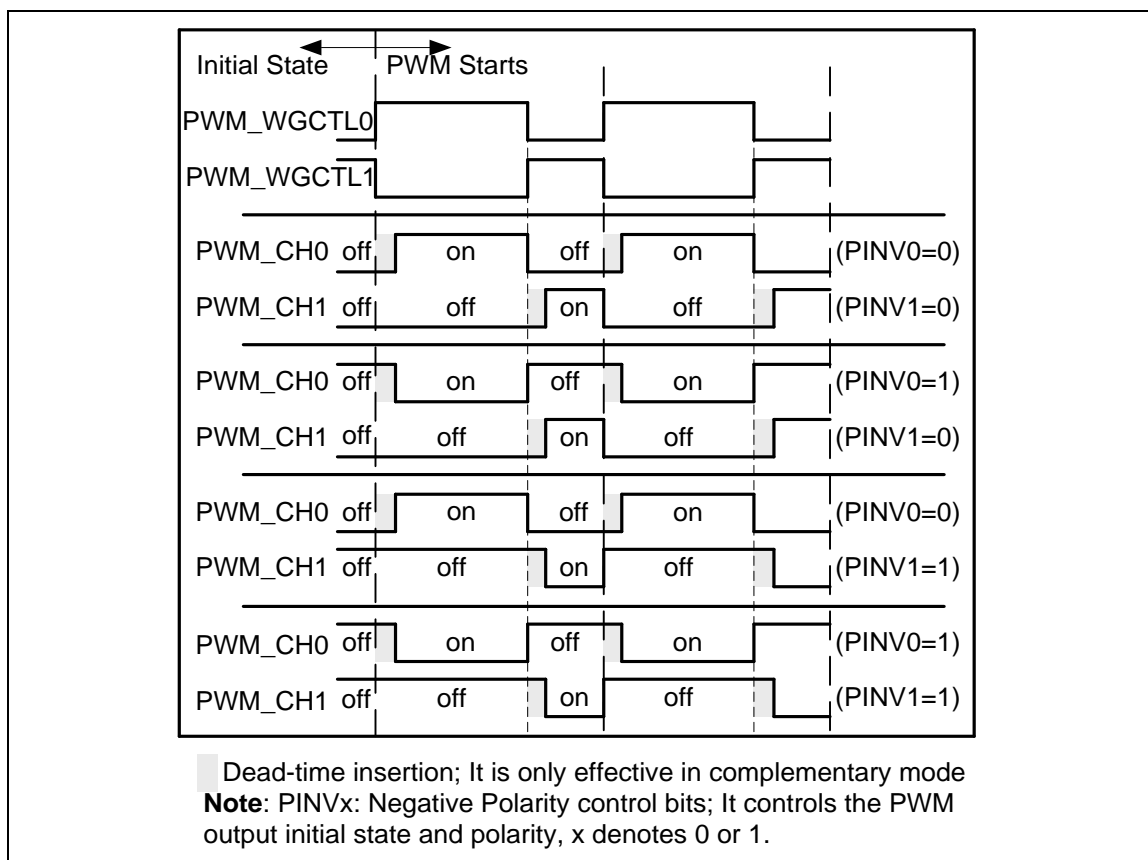 Initial State PWM Starts
PWM_WGCTL0
PWM_WGCTL1
PWM_CH0 off on off on (PINV0=0)
PWM_CH1 off off on off (PINV1=0)
PWM_CH0 off on off on (PINV0=1)
PWM_CH1 off off on off (PINV1=0)
PWM_CH0 off on off on (PINV0=0)
PWM_CH1 off off on off (PINV1=1)
PWM_CH0 off on off on (PINV0=1)
PWM_CH1 off off on off (PINV1=1)
Dead-time insertion; It is only effective in complementary mode
Note: PINVx: Negative Polarity control bits; It controls the PWM
output initial state and polarity, x denotes 0 or 1.